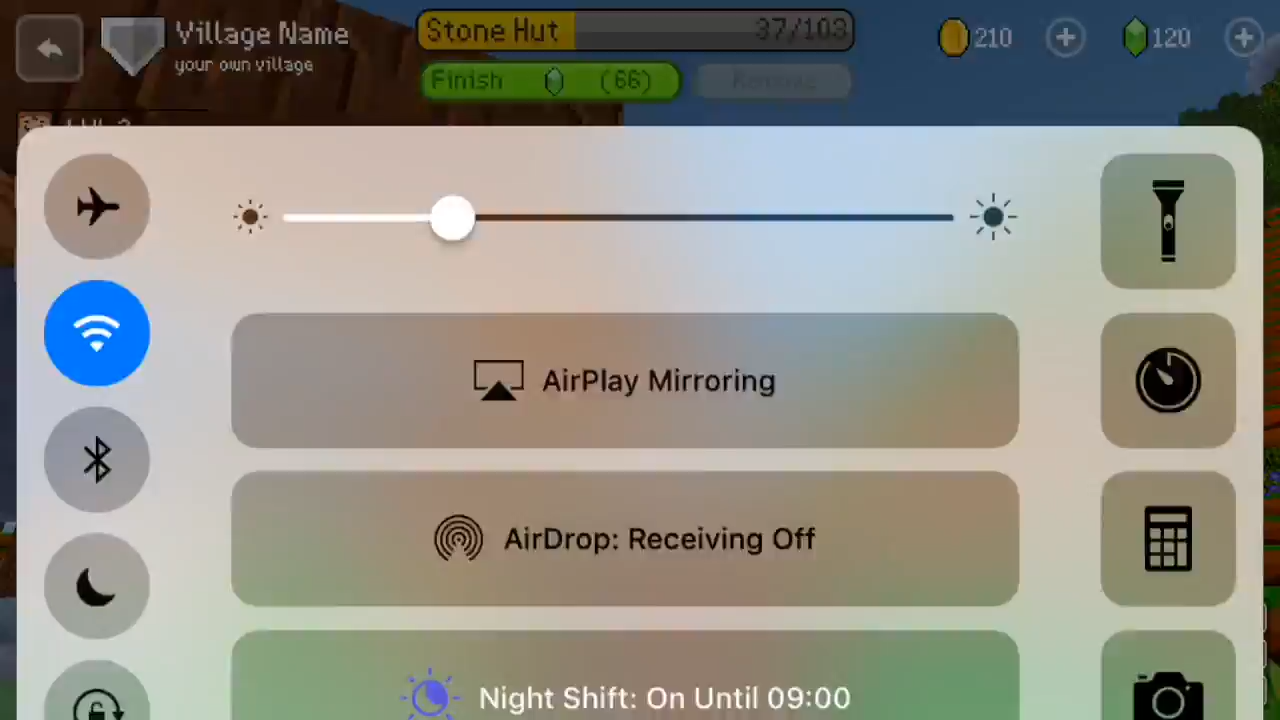 Village Name
your own village
Stone Hut 37/103
Finish (66)
210
120
AirPlay Mirroring
AirDrop: Receiving Off
Night Shift: On Until 09:00